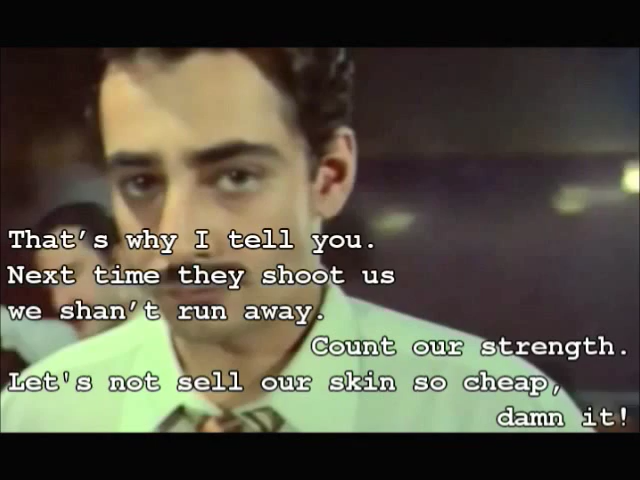 That's why I tell you.
Next time they shoot us
we shan't run away.
Count our strength.
Let's not sell our skin so cheap,
damn it!